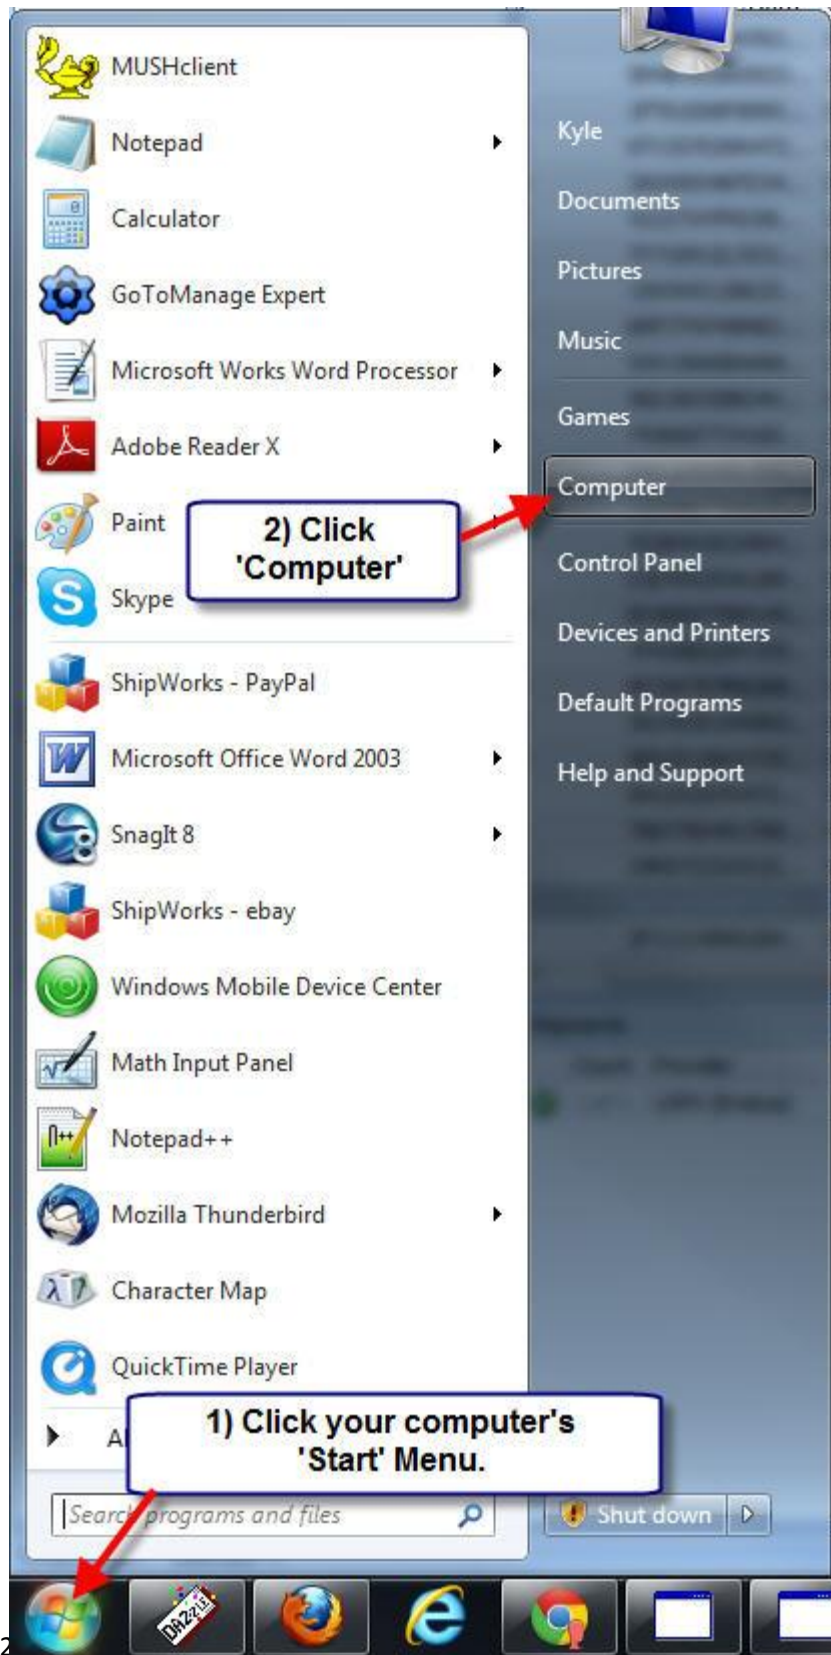 MUSHclient
Notepad
Calculator
GoToManage Expert
Microsoft Works Word Processor
Adobe Reader X
Paint
Skype
ShipWorks - PayPal
Microsoft Office Word 2003
SnagIt 8
ShipWorks - ebay
Windows Mobile Device Center
Math Input Panel
Notepad++
Mozilla Thunderbird
Character Map
QuickTime Player
Search programs and files
Kyle
Documents
Pictures
Music
Games
Computer
Control Panel
Devices and Printers
Default Programs
Help and Support
Shut down
2) Click
'Computer'
1) Click your computer's
'Start' Menu.
DAZzLE
2